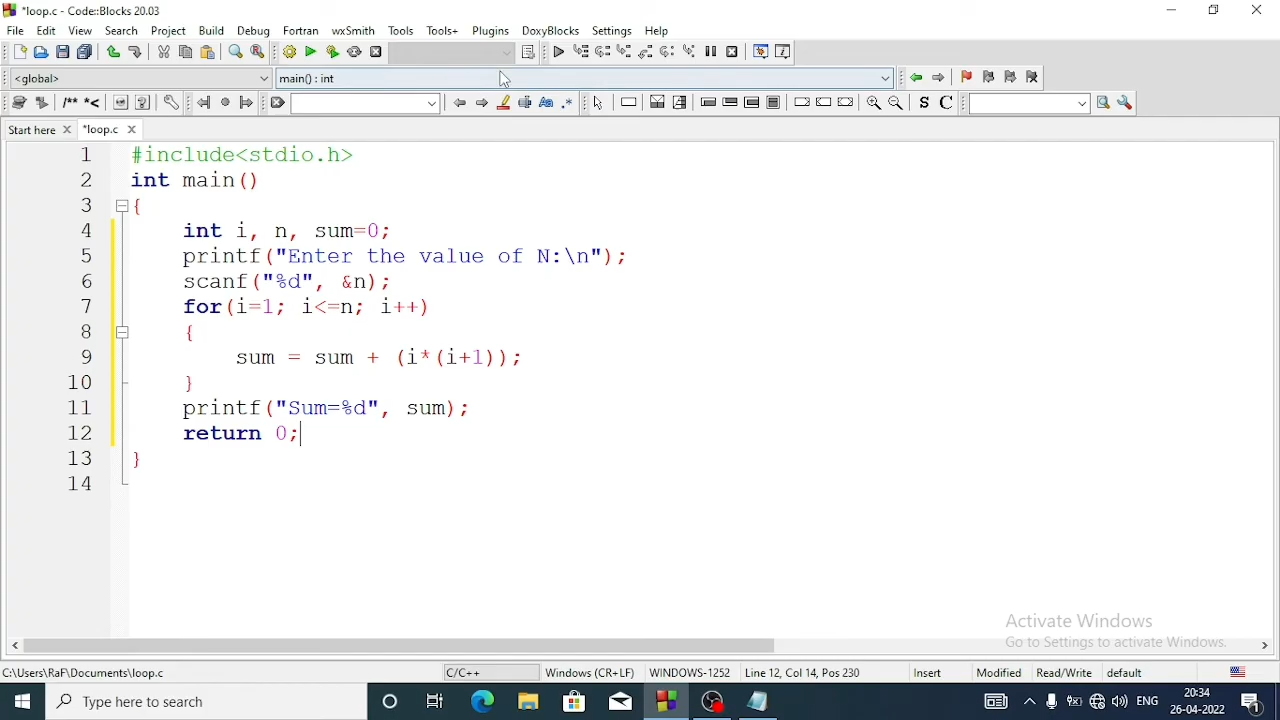 *loop.c - Code::Blocks 20.03
File Edit View Search Project Build Debug Fortran wxSmith Tools Tools+ Plugins DoxyBlocks Settings Help
<global> main() : int
/** *<
.* S C
Start here *loop.c
1 #include<stdio.h>
2 int main()
3 {
4 int i, n, sum=0;
5 printf("Enter the value of N:\n");
6 scanf("%d", &n);
7 for(i=1; i<=n; i++)
8 {
9 sum = sum + (i*(i+1));
10 }
11 printf("Sum=%d", sum);
12 return 0;
13 }
14
Activate Windows
Go to Settings to activate Windows.
C:\Users\RaF\Documents\loop.c C/C++ Windows (CR+LF) WINDOWS-1252 Line 12, Col 14, Pos 230 Insert Modified Read/Write default
Type here to search ENG 20:34
26-04-2022 1